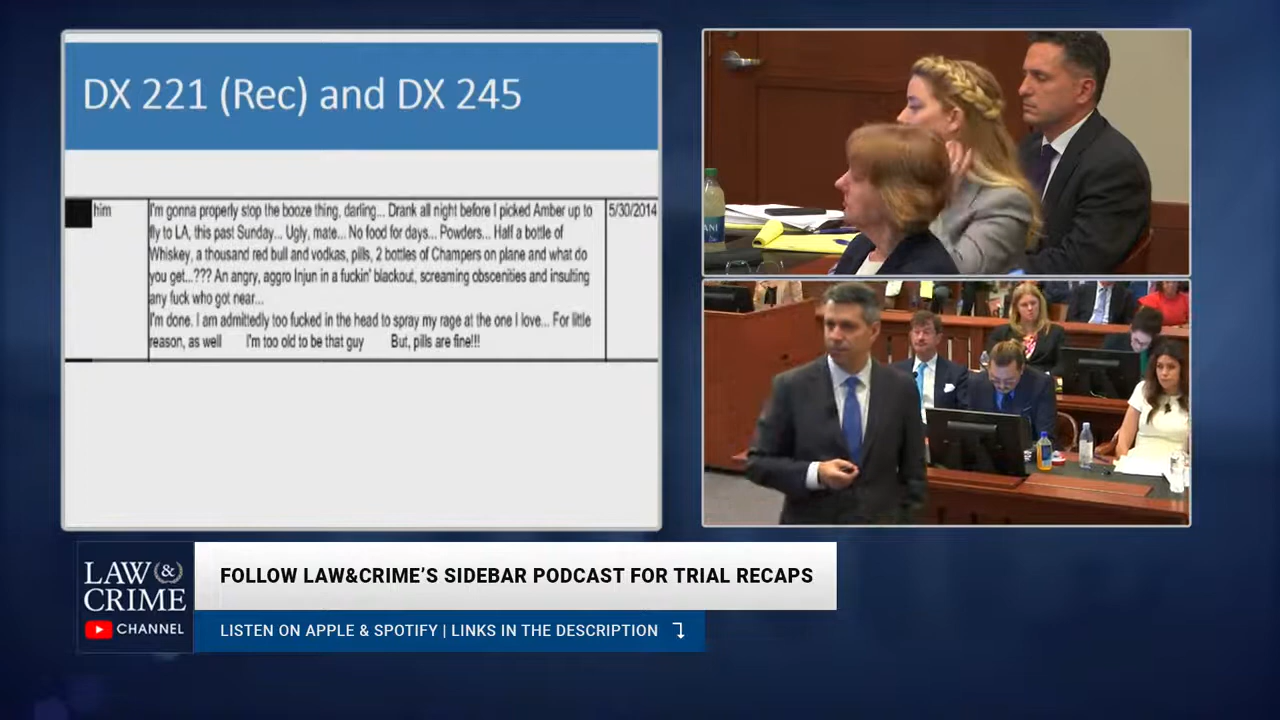 DX 221 (Rec) and DX 245
him
I'm gonna properly stop the booze thing, darling... Drank all night before I picked Amber up to
fly to LA, this past Sunday... Ugly, mate... No food for days... Powders... Half a bottle of
Whiskey, a thousand red bull and vodkas, pills, 2 bottles of Champers on plane and what do
you get...??? An angry, aggro Injun in a fuckin' blackout, screaming obscenities and insulting
any fuck who got near...
I'm done. I am admittedly too fucked in the head to spray my rage at the one I love... For little
reason, as well I'm too old to be that guy But, pills are fine!!!
5/30/2014
ANI
LAW &
CRIME
CHANNEL
FOLLOW LAW&CRIME'S SIDEBAR PODCAST FOR TRIAL RECAPS
LISTEN ON APPLE & SPOTIFY | LINKS IN THE DESCRIPTION